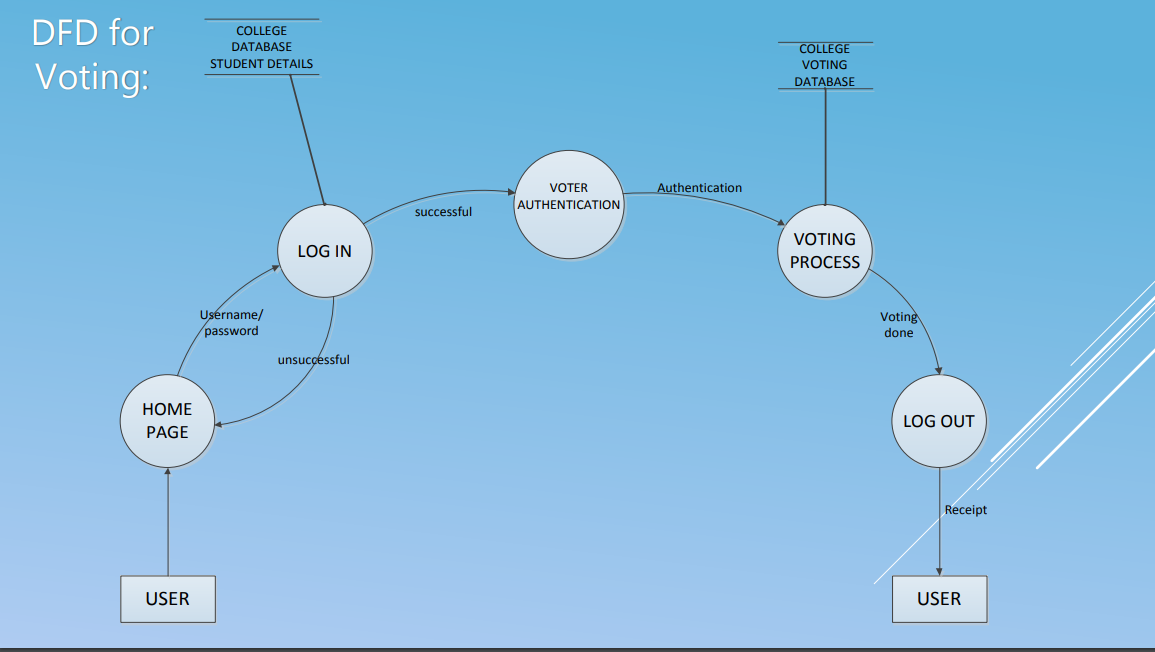 DFD for
Voting:
COLLEGE
DATABASE
STUDENT DETAILS
COLLEGE
VOTING
DATABASE
VOTER
AUTHENTICATION
Authentication
successful
LOG IN
VOTING
PROCESS
Username/
password
Voting
done
unsuccessful
HOME
PAGE
LOG OUT
Receipt
USER
USER